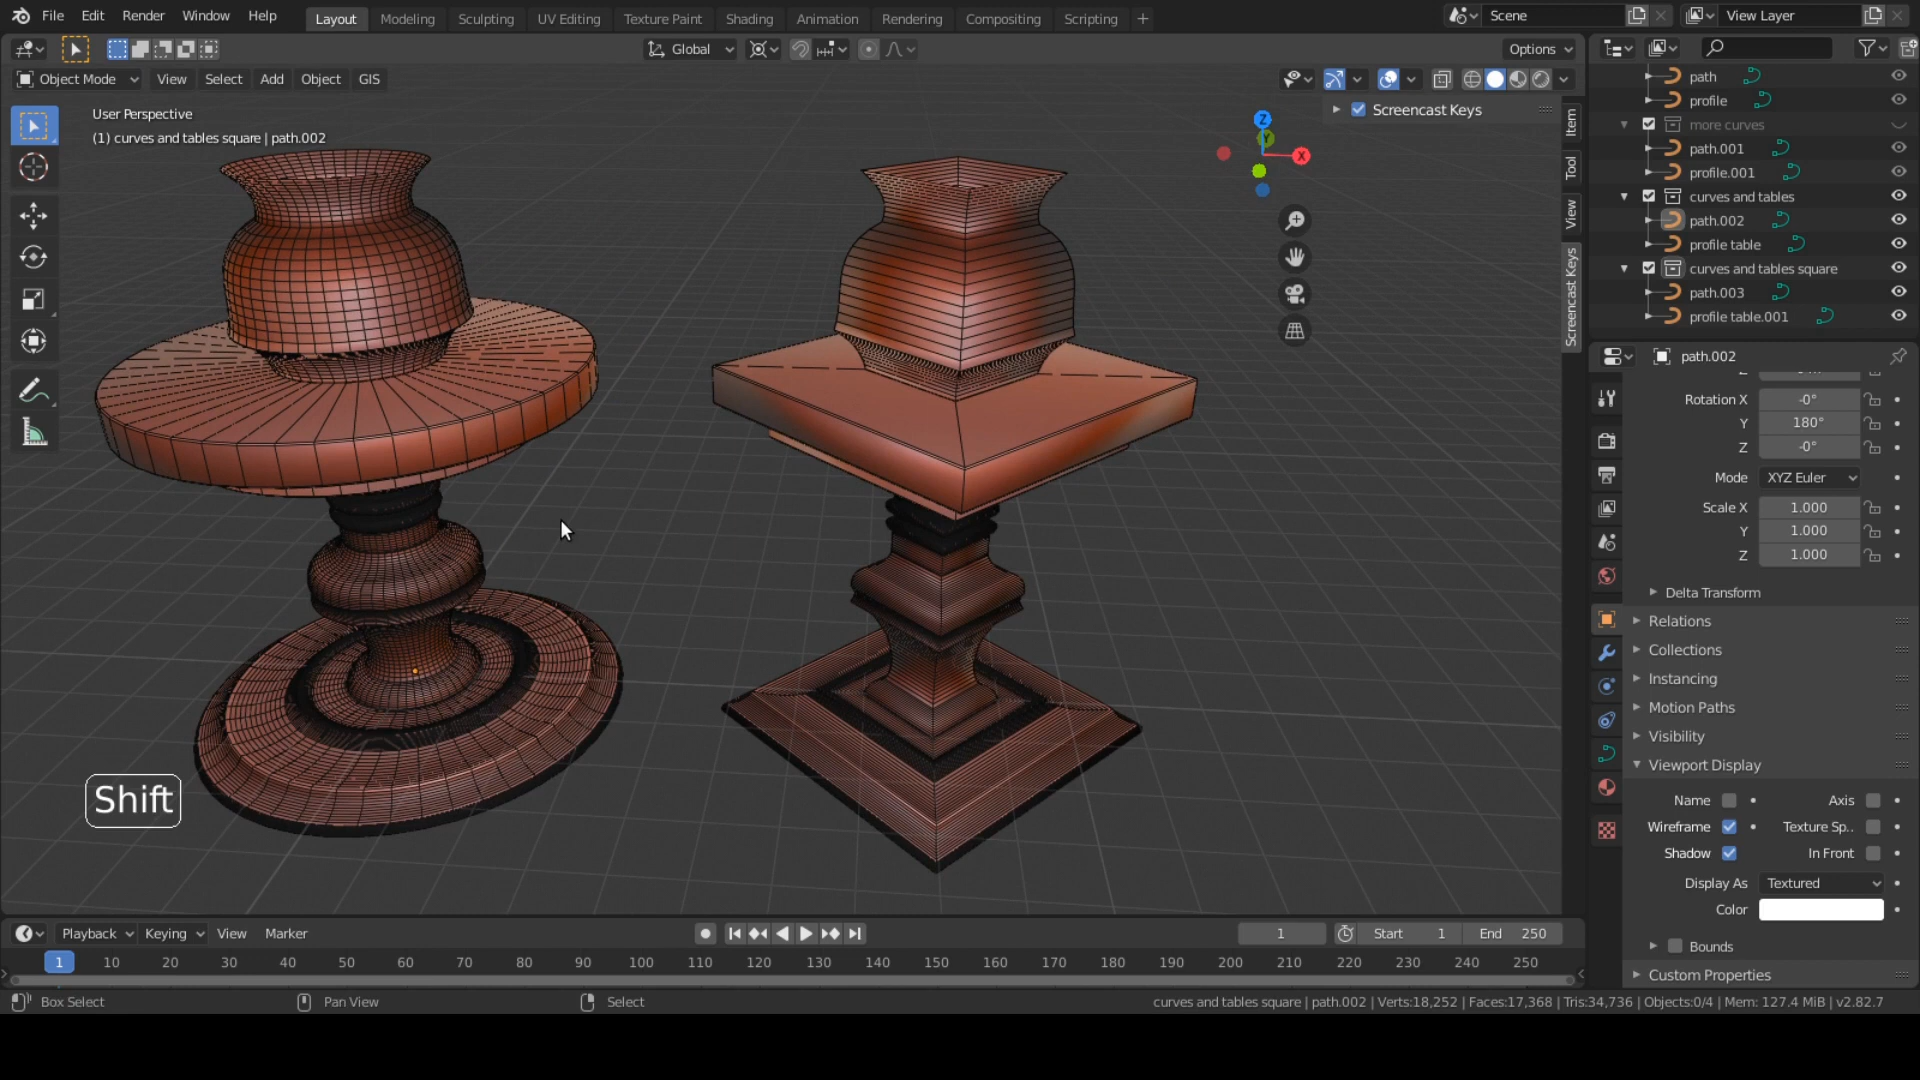 File Edit Render Window Help Layout Modeling Sculpting UV Editing Texture Paint Shading Animation Rendering Compositing Scripting + Scene View Layer
Global Options
Object Mode View Select Add Object GIS
User Perspective
(1) curves and tables square | path.002
Screencast Keys
Z
Y
X
Item
Tool
View
Screencast Keys
Shift
path
profile
more curves
path.001
profile.001
curves and tables
path.002
profile table
curves and tables square
path.003
profile table.001
path.002
Rotation X -0°
Y 180°
Z -0°
Mode XYZ Euler
Scale X 1.000
Y 1.000
Z 1.000
Delta Transform
Relations
Collections
Instancing
Motion Paths
Visibility
Viewport Display
Name Axis
Wireframe Texture Sp..
Shadow In Front
Display As Textured
Color
Bounds
Custom Properties
Playback Keying View Marker 1 Start 1 End 250
1 10 20 30 40 50 60 70 80 90 100 110 120 130 140 150 160 170 180 190 200 210 220 230 240 250
Box Select Pan View Select curves and tables square | path.002 | Verts:18,252 | Faces:17,368 | Tris:34,736 | Objects:0/4 | Mem: 127.4 MiB | v2.82.7